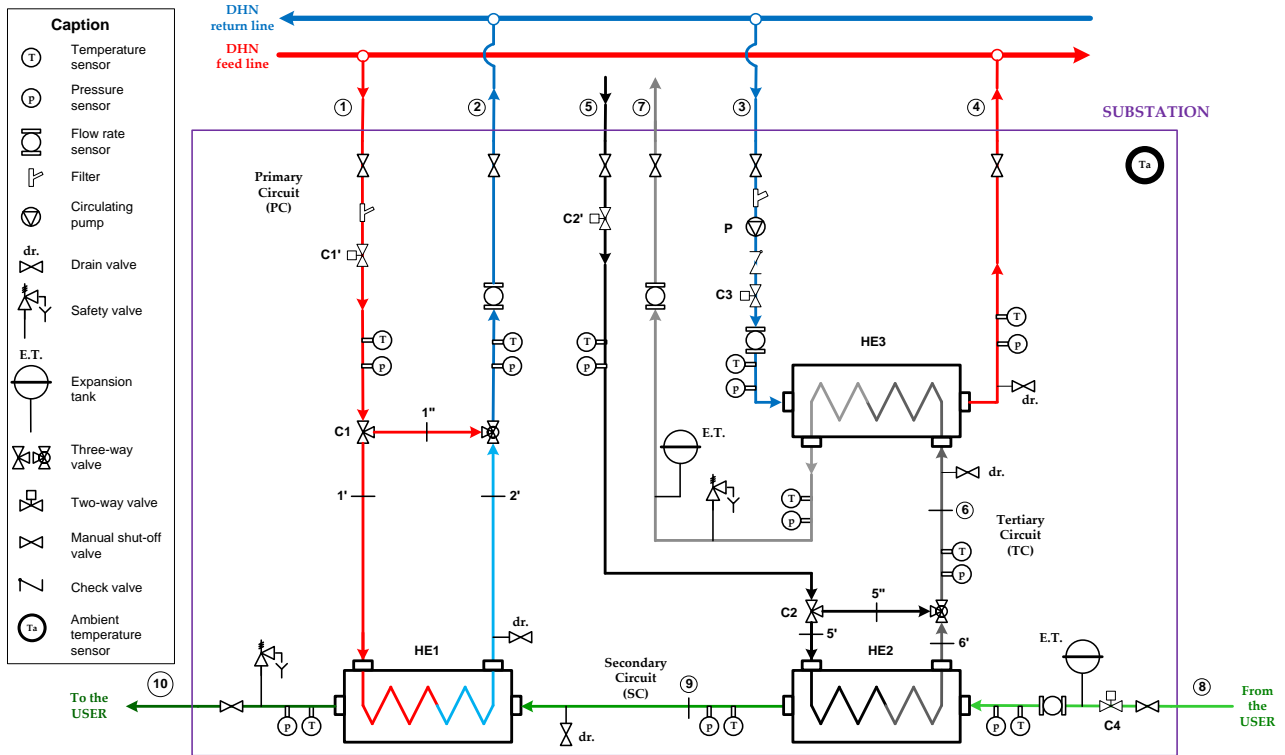 Caption
Temperature
sensor
Pressure
sensor
Flow rate
sensor
Filter
Circulating
pump
dr.
Drain valve
Safety valve
E.T.
Expansion
tank
Three-way
valve
Two-way valve
Manual shut-off
valve
Check valve
Ambient
temperature
sensor
T
p
Ta
DHN
return line
DHN
feed line
1
2
5
7
3
4
SUBSTATION
Ta
Primary
Circuit
(PC)
C1'
C2'
P
C3
T
p
T
p
T
p
T
p
T
p
HE3
dr.
C1
1"
E.T.
dr.
1'
2'
T
p
6
Tertiary
Circuit
(TC)
T
p
C2
5"
5'
6'
dr.
HE1
HE2
E.T.
Secondary
Circuit
(SC)
10
To the
USER
p
T
9
p
T
dr.
p
T
C4
8
From
the
USER